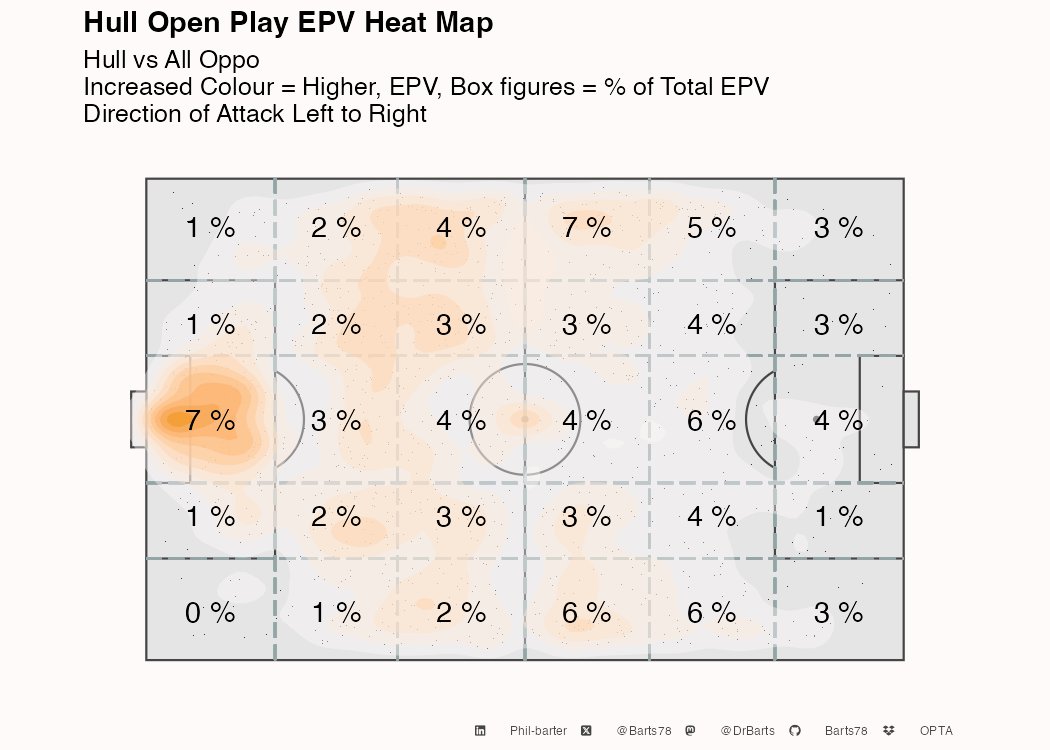 Hull Open Play EPV Heat Map
Hull vs All Oppo
Increased Colour = Higher, EPV, Box figures = % of Total EPV
Direction of Attack Left to Right
1 % 2 % 4 % 7 % 5 % 3 %
1 % 2 % 3 % 3 % 4 % 3 %
7 % 3 % 4 % 4 % 6 % 4 %
1 % 2 % 3 % 3 % 4 % 1 %
0 % 1 % 2 % 6 % 6 % 3 %
Phil-barter @Barts78 @DrBarts Barts78 OPTA